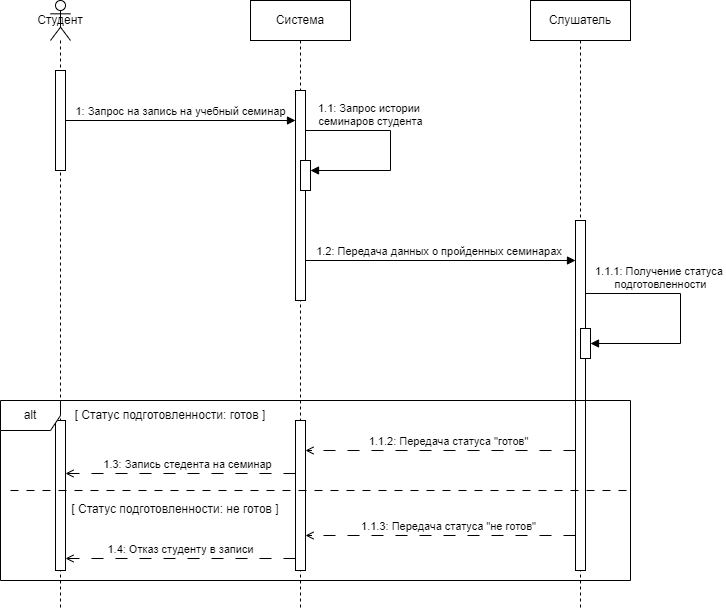 Студент
Система
Слушатель
1: Запрос на запись на учебный семинар
1.1: Запрос истории
семинаров студента
1.2: Передача данных о пройденных семинарах
1.1.1: Получение статуса
подготовленности
alt
[ Статус подготовленности: готов ]
1.1.2: Передача статуса "готов"
1.3: Запись стедента на семинар
[ Статус подготовленности: не готов ]
1.1.3: Передача статуса "не готов"
1.4: Отказ студенту в записи